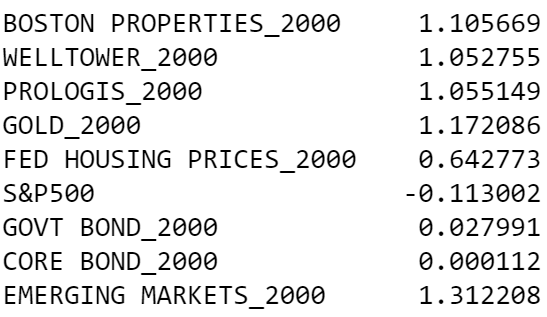 BOSTON PROPERTIES_2000 1.105669
WELLTOWER_2000 1.052755
PROLOGIS_2000 1.055149
GOLD_2000 1.172086
FED HOUSING PRICES_2000 0.642773
S&P500 -0.113002
GOVT BOND_2000 0.027991
CORE BOND_2000 0.000112
EMERGING MARKETS_2000 1.312208